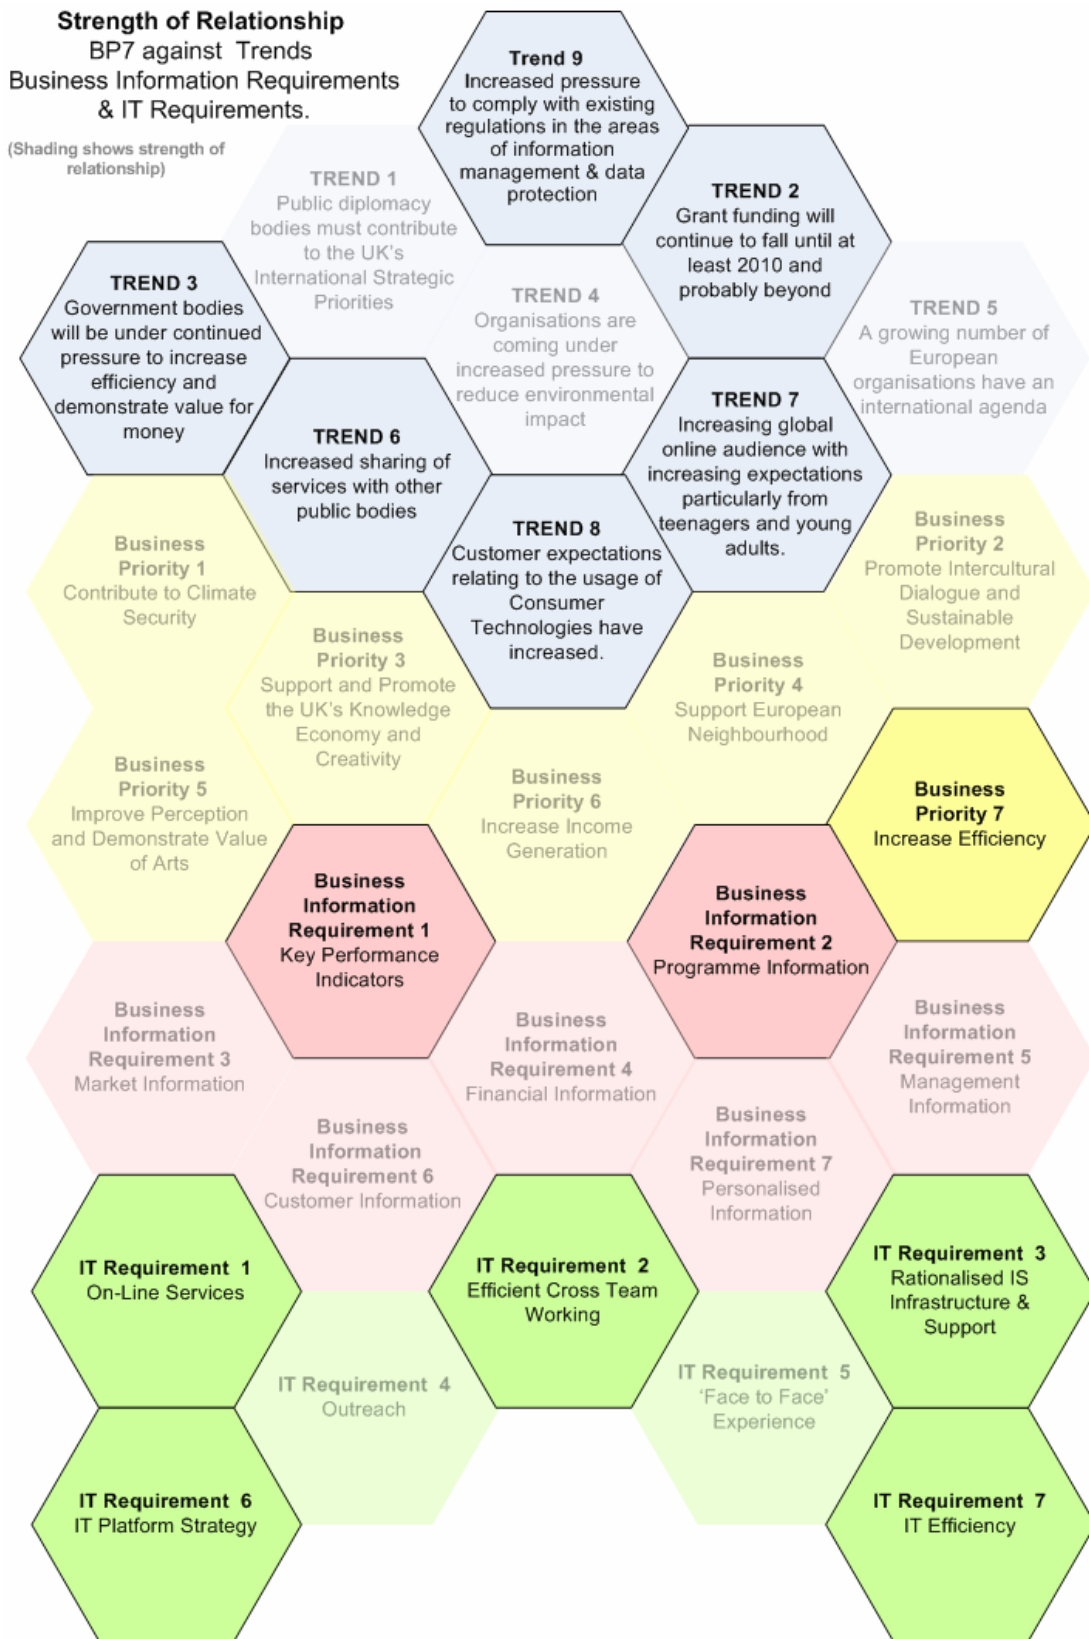 Strength of Relationship
BP7 against Trends
Business Information Requirements
& IT Requirements.
(Shading shows strength of
relationship)
Trend 9
Increased pressure
to comply with existing
regulations in the areas
of information
management & data
protection
TREND 1
Public diplomacy
bodies must contribute
to the UK's
International Strategic
Priorities
TREND 2
Grant funding will
continue to fall until at
least 2010 and
probably beyond
TREND 3
Government bodies
will be under continued
pressure to increase
efficiency and
demonstrate value for
money
TREND 4
Organisations are
coming under
increased pressure to
reduce environmental
impact
TREND 5
A growing number of
European
organisations have an
international agenda
TREND 6
Increased sharing of
services with other
public bodies
TREND 7
Increasing global
online audience with
increasing expectations
particularly from
teenagers and young
adults.
TREND 8
Customer expectations
relating to the usage of
Consumer
Technologies have
increased.
Business
Priority 1
Contribute to Climate
Security
Business
Priority 2
Promote Intercultural
Dialogue and
Sustainable
Development
Business
Priority 3
Support and Promote
the UK's Knowledge
Economy and
Creativity
Business
Priority 4
Support European
Neighbourhood
Business
Priority 5
Improve Perception
and Demonstrate Value
of Arts
Business
Priority 6
Increase Income
Generation
Business
Priority 7
Increase Efficiency
Business
Information
Requirement 1
Key Performance
Indicators
Business
Information
Requirement 2
Programme Information
Business
Information
Requirement 3
Market Information
Business
Information
Requirement 4
Financial Information
Business
Information
Requirement 5
Management
Information
Business
Information
Requirement 6
Customer Information
Business
Information
Requirement 7
Personalised
Information
IT Requirement 1
On-Line Services
IT Requirement 2
Efficient Cross Team
Working
IT Requirement 3
Rationalised IS
Infrastructure &
Support
IT Requirement 4
Outreach
IT Requirement 5
'Face to Face'
Experience
IT Requirement 6
IT Platform Strategy
IT Requirement 7
IT Efficiency